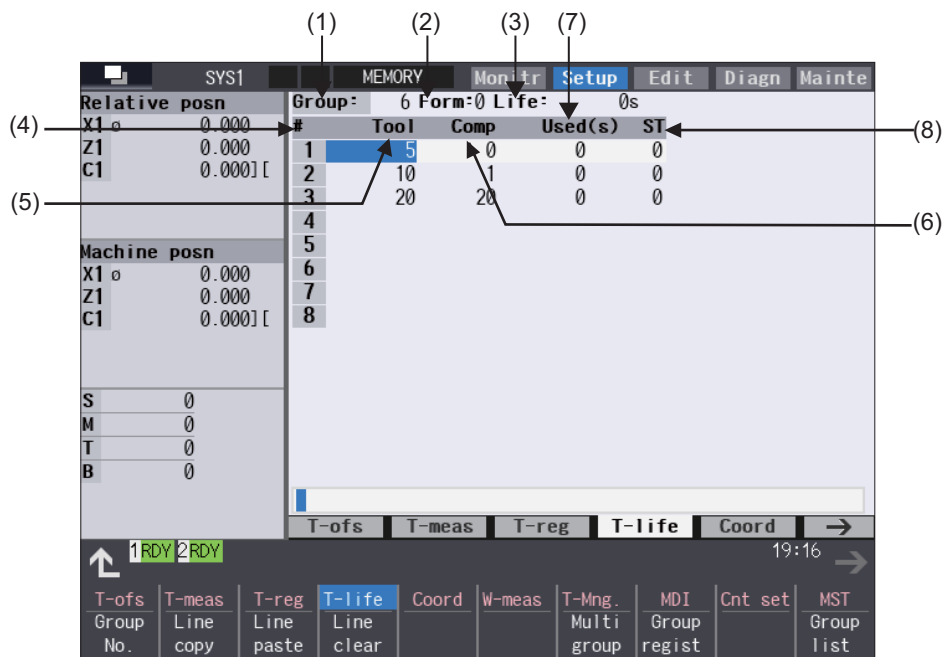 (1) (2) (3) (7)
SYS1 MEMORY Monitr Setup Edit Diagn Mainte
Relative posn
X1 ø 0.000
Z1 0.000
C1 0.000][
Machine posn
X1 ø 0.000
Z1 0.000
C1 0.000][
S 0
M 0
T 0
B 0
Group: 6 Form:0 Life: 0s
(4) # Tool Comp Used(s) ST (8)
1 5 0 0 0
2 10 1 0 0
(5) 3 20 20 0 0 (6)
4
5
6
7
8
T-ofs T-meas T-reg T-life Coord →
1RDY 2RDY 19:16
T-ofs T-meas T-reg T-life Coord W-meas T-Mng. MDI Cnt set MST
Group Line Line Line Multi Group Group
No. copy paste clear group regist list